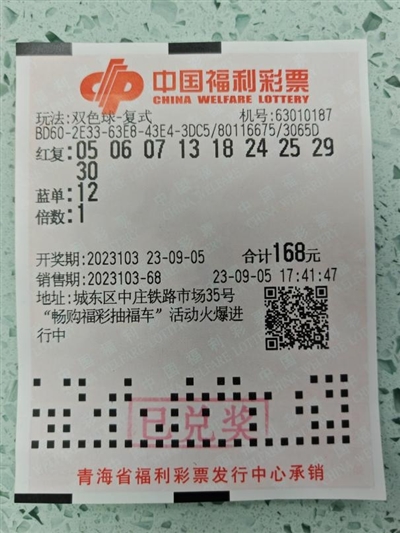 中国福利彩票
CHINA WELFARE LOTTERY
玩法:双色球-复式 机号:63010187
BD60-2E33-63E8-43E4-3DC5/80116675/3065D
红复:05 06 07 13 18 24 25 29
30
蓝单:12
倍数:1
开奖期:2023103 23-09-05 合计168元
销售期:2023103-68 23-09-05 17:41:47
地址:城东区中庄铁路市场35号
“畅购福彩抽福车”活动火爆进
行中
已兑奖
青海省福利彩票发行中心承销